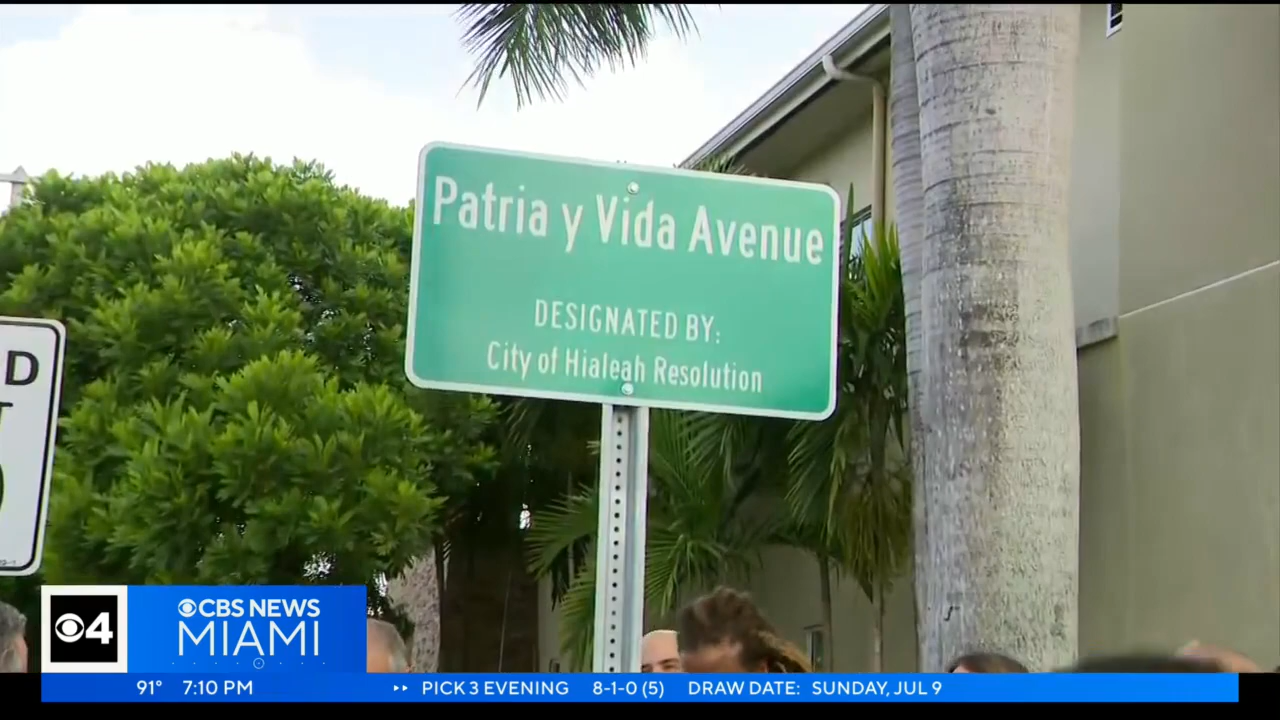 Patria y Vida Avenue
DESIGNATED BY:
City of Hialeah Resolution
D
4
CBS NEWS
MIAMI
91° 7:10 PM
PICK 3 EVENING 8-1-0 (5) DRAW DATE: SUNDAY, JUL 9